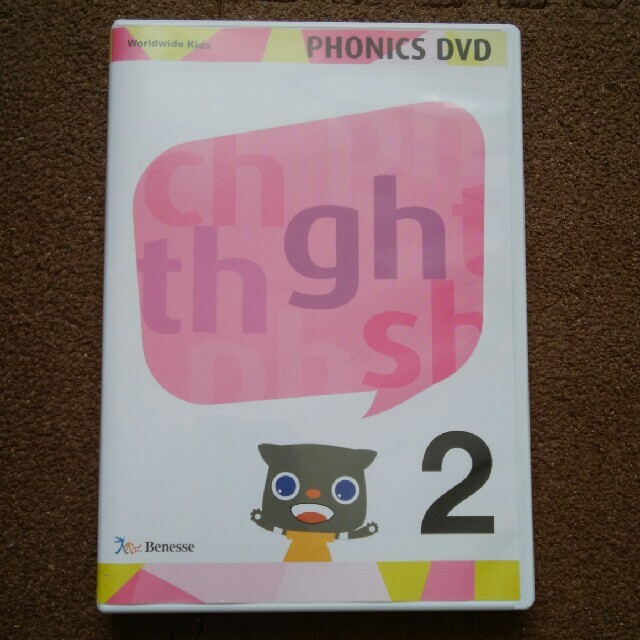 Worldwide Kids
PHONICS DVD
ch
gh
th
sh
2
Benesse